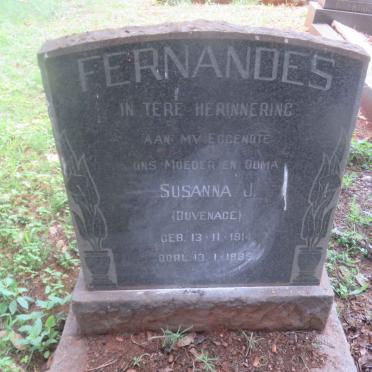 FERNANDES
IN TERE HERINNERING
AAN MY EGGENOTE
ONS MOEDER EN OUMA
SUSANNA J.
(DUVENAGE)
GEB. 13-11-1914
OORL. 13-1-1985